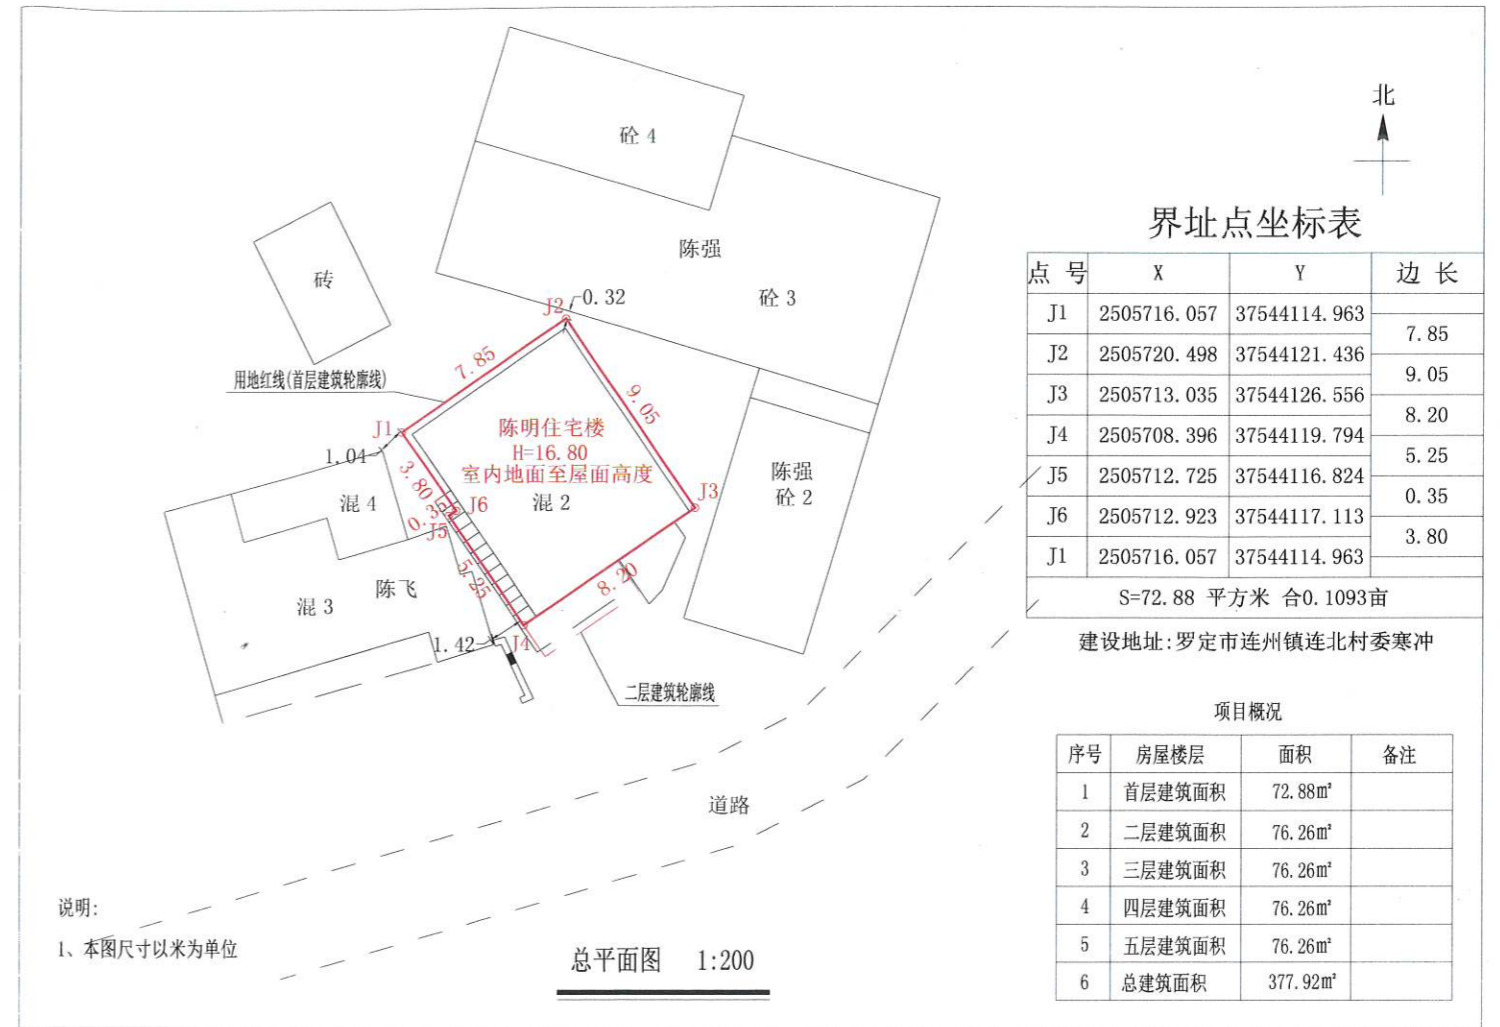 北
砼 4
陈强
砼 3
砖
J2
0.32
7.85
用地红线(首层建筑轮廓线)
9.05
J1
陈明住宅楼
H=16.80
室内地面至屋面高度
混 2
1.04
3.80
J6
J3
陈强
砼 2
混 4
0.35
J5
5.25
8.20
陈飞
混 3
1.42
J4
二层建筑轮廓线
道路
界址点坐标表
点 号 X Y 边 长
J1 2505716.057 37544114.963
7.85
J2 2505720.498 37544121.436
9.05
J3 2505713.035 37544126.556
8.20
J4 2505708.396 37544119.794
5.25
J5 2505712.725 37544116.824
0.35
J6 2505712.923 37544117.113
3.80
J1 2505716.057 37544114.963
S=72.88 平方米 合0.1093亩
建设地址:罗定市连州镇连北村委寒冲
项目概况
序号 房屋楼层 面积 备注
1 首层建筑面积 72.88㎡
2 二层建筑面积 76.26㎡
3 三层建筑面积 76.26㎡
4 四层建筑面积 76.26㎡
5 五层建筑面积 76.26㎡
6 总建筑面积 377.92㎡
说明:
1、本图尺寸以米为单位
总平面图 1:200